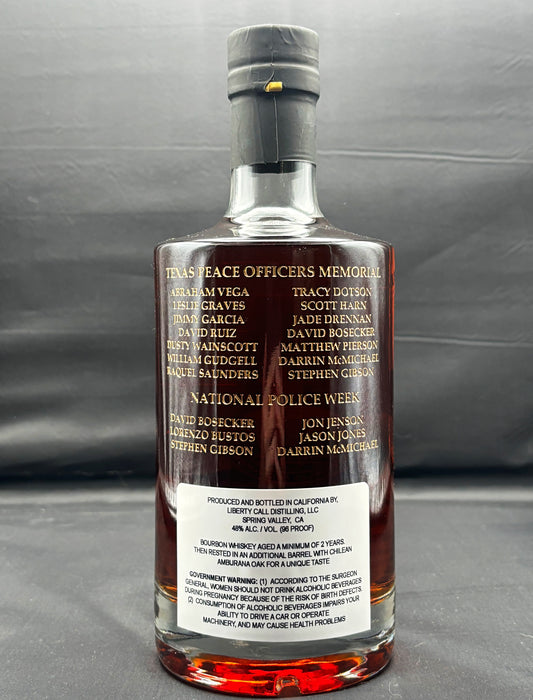 TEXAS PEACE OFFICERS MEMORIAL
ABRAHAM VEGA TRACY DOTSON
LESLIE GRAVES SCOTT HARN
JIMMY GARCIA JADE DRENNAN
DAVID RUIZ DAVID BOSECKER
DUSTY WAINSCOTT MATTHEW PIERSON
WILLIAM GUDGELL DARRIN McMICHAEL
RAQUEL SAUNDERS STEPHEN GIBSON
NATIONAL POLICE WEEK
DAVID BOSECKER JON JENSON
LORENZO BUSTOS JASON JONES
STEPHEN GIBSON DARRIN McMICHAEL
PRODUCED AND BOTTLED IN CALIFORNIA BY,
LIBERTY CALL DISTILLING, LLC
SPRING VALLEY, CA
48% ALC. / VOL. (96 PROOF)
BOURBON WHISKEY AGED A MINIMUM OF 2 YEARS.
THEN RESTED IN AN ADDITIONAL BARREL WITH CHILEAN
AMBURANA OAK FOR A UNIQUE TASTE
GOVERNMENT WARNING: (1) ACCORDING TO THE SURGEON
GENERAL, WOMEN SHOULD NOT DRINK ALCOHOLIC BEVERAGES
DURING PREGNANCY BECAUSE OF THE RISK OF BIRTH DEFECTS.
(2) CONSUMPTION OF ALCOHOLIC BEVERAGES IMPAIRS YOUR
ABILITY TO DRIVE A CAR OR OPERATE
MACHINERY, AND MAY CAUSE HEALTH PROBLEMS